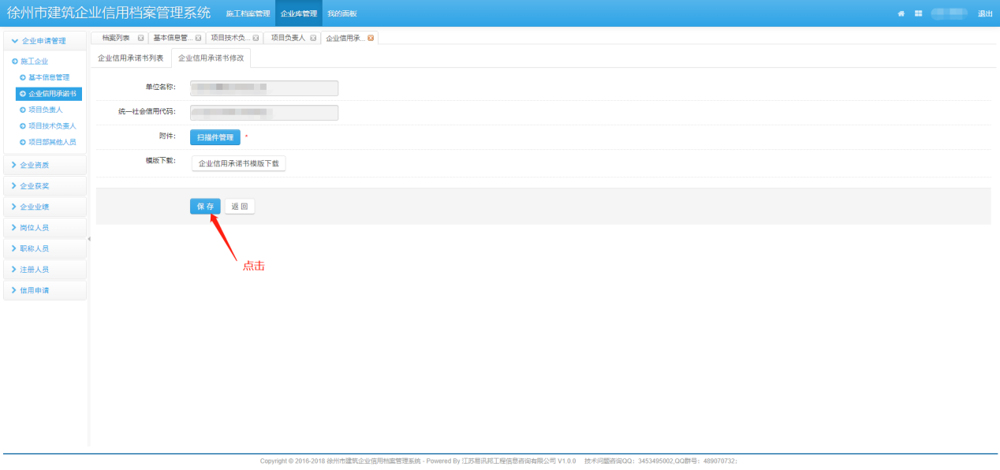 徐州市建筑企业信用档案管理系统 施工档案管理 企业库管理 我的面板 退出
企业申请管理
施工企业
基本信息管理
企业信用承诺书
项目负责人
项目技术负责人
项目部其他人员
企业资质
企业获奖
企业业绩
岗位人员
职称人员
注册人员
信用申请
档案列表 基本信息管... 项目技术负... 项目负责人 企业信用承...
企业信用承诺书列表 企业信用承诺书修改
单位名称:
统一社会信用代码:
附件: 扫描件管理 *
模版下载: 企业信用承诺书模版下载
保 存 返 回
点击
Copyright © 2016-2018 徐州市建筑企业信用档案管理系统 - Powered By 江苏易讯邦工程信息咨询有限公司 V1.0.0 技术问题咨询QQ：3453495002,QQ群号：489070732;